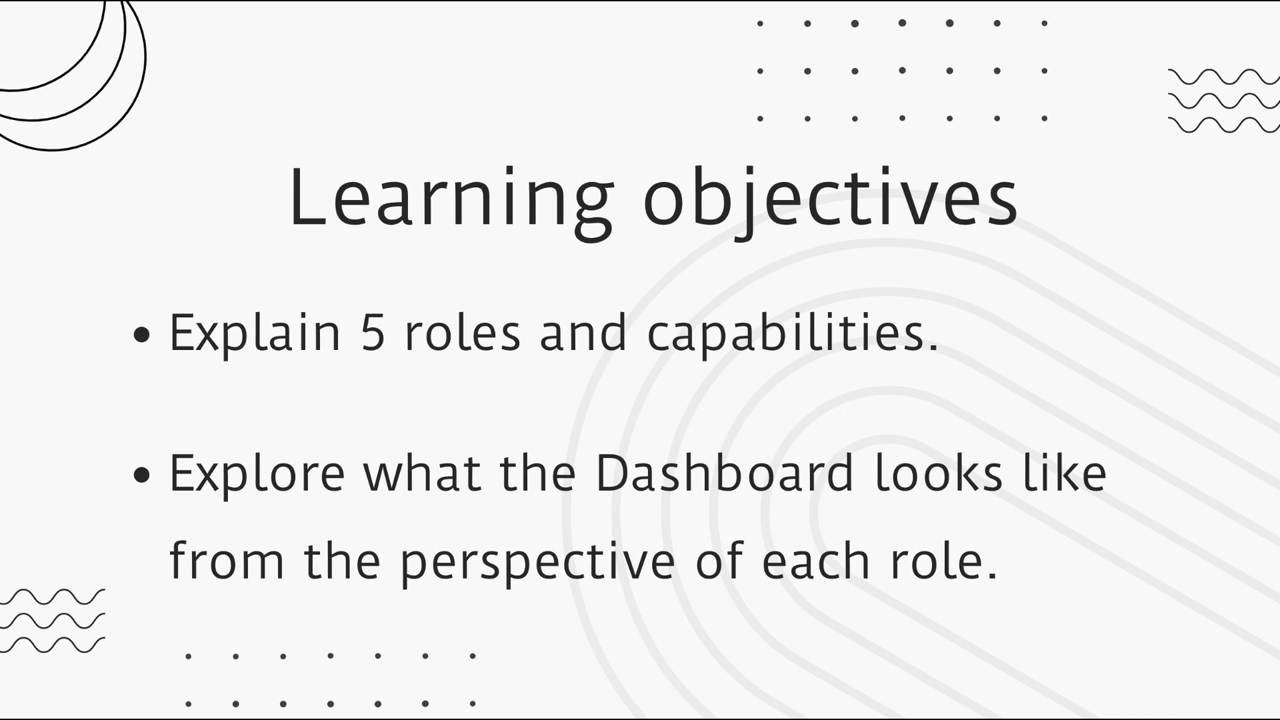 Learning objectives
• Explain 5 roles and capabilities.
• Explore what the Dashboard looks like
from the perspective of each role.